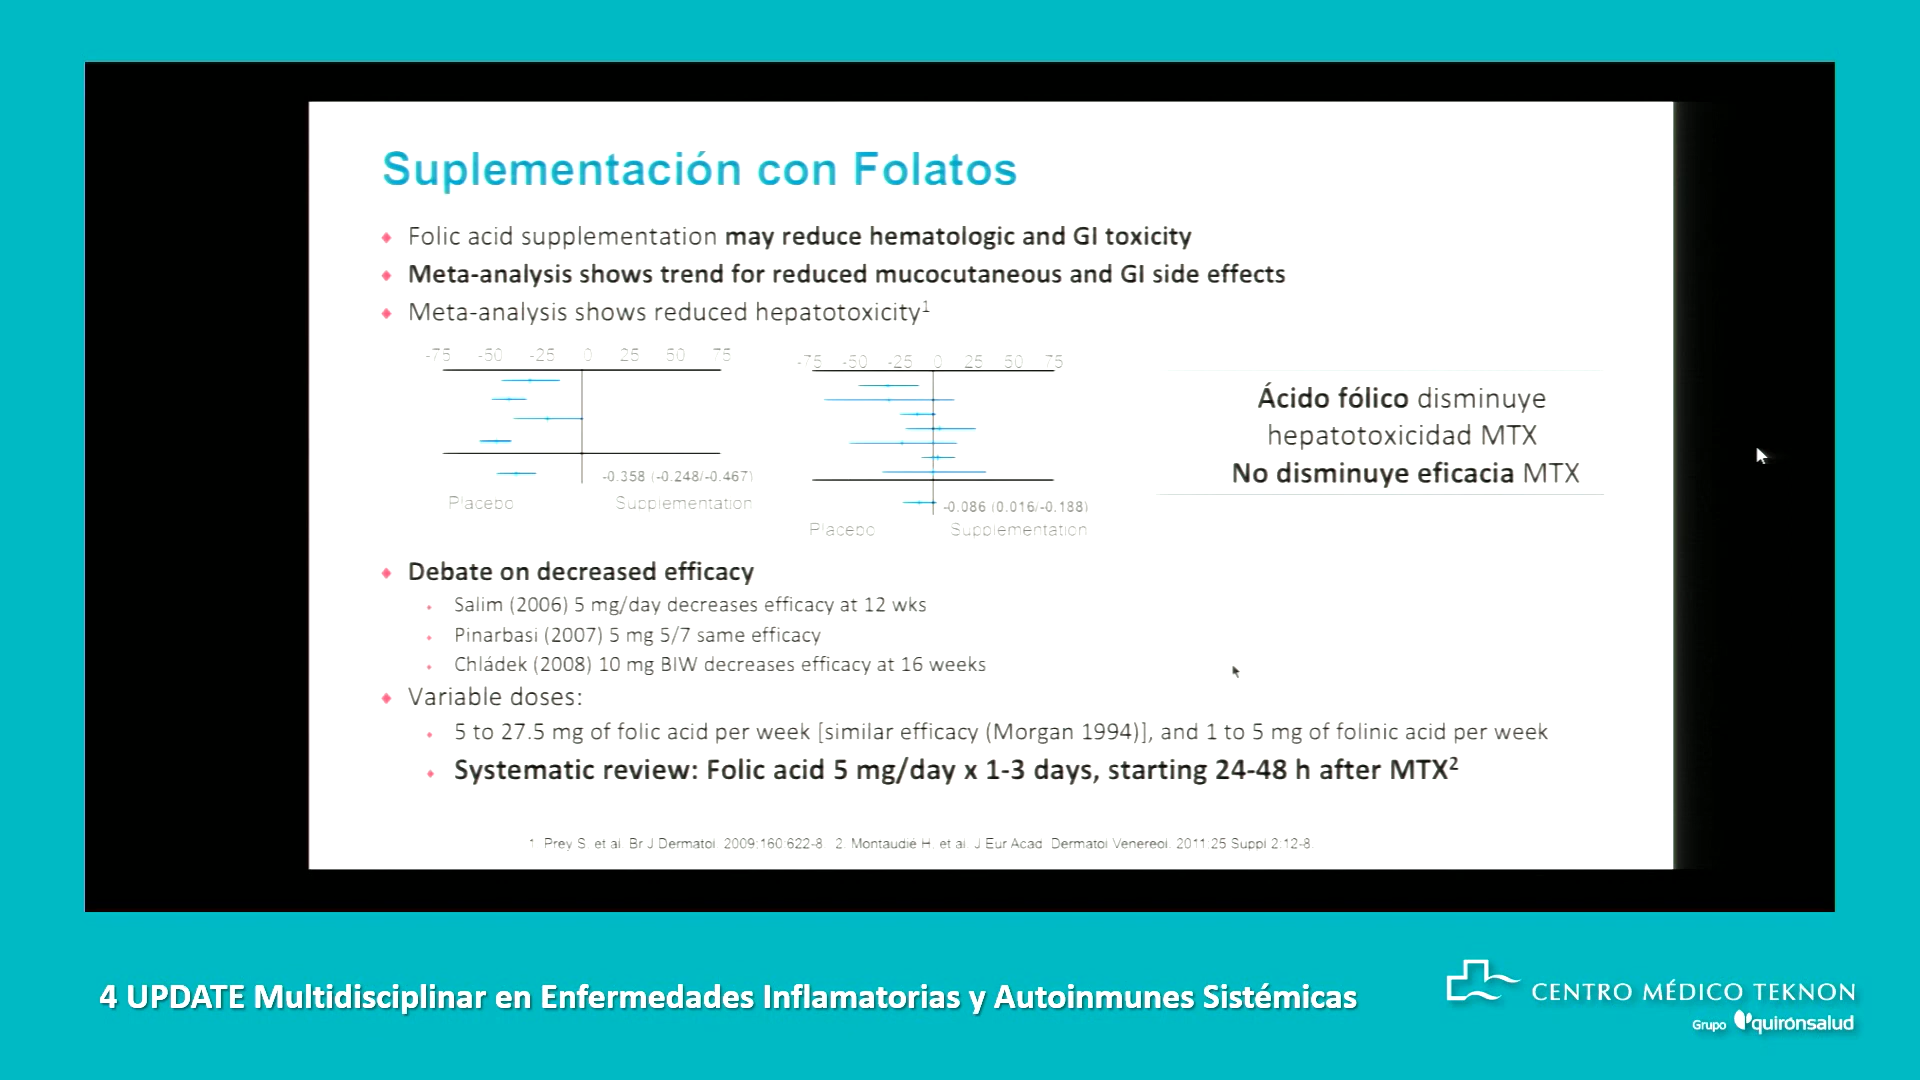 Suplementación con Folatos
Folic acid supplementation may reduce hematologic and GI toxicity
Meta-analysis shows trend for reduced mucocutaneous and GI side effects
Meta-analysis shows reduced hepatotoxicity1
-75 -50 -25 0 25 50 75
-0.358 (-0.248/-0.467)
Placebo Supplementation
-75 -50 -25 0 25 50 75
-0.086 (0.016/-0.188)
Placebo Supplementation
Ácido fólico disminuye
hepatotoxicidad MTX
No disminuye eficacia MTX
Debate on decreased efficacy
Salim (2006) 5 mg/day decreases efficacy at 12 wks
Pinarbasi (2007) 5 mg 5/7 same efficacy
Chládek (2008) 10 mg BIW decreases efficacy at 16 weeks
Variable doses:
5 to 27.5 mg of folic acid per week [similar efficacy (Morgan 1994)], and 1 to 5 mg of folinic acid per week
Systematic review: Folic acid 5 mg/day x 1-3 days, starting 24-48 h after MTX2
1. Prey S, et al. Br J Dermatol. 2009;160:622-8. 2. Montaudié H, et al. J Eur Acad. Dermatol Venereol. 2011;25 Suppl 2:12-8.
4 UPDATE Multidisciplinar en Enfermedades Inflamatorias y Autoinmunes Sistémicas
CENTRO MÉDICO TEKNON
Grupo quirónsalud